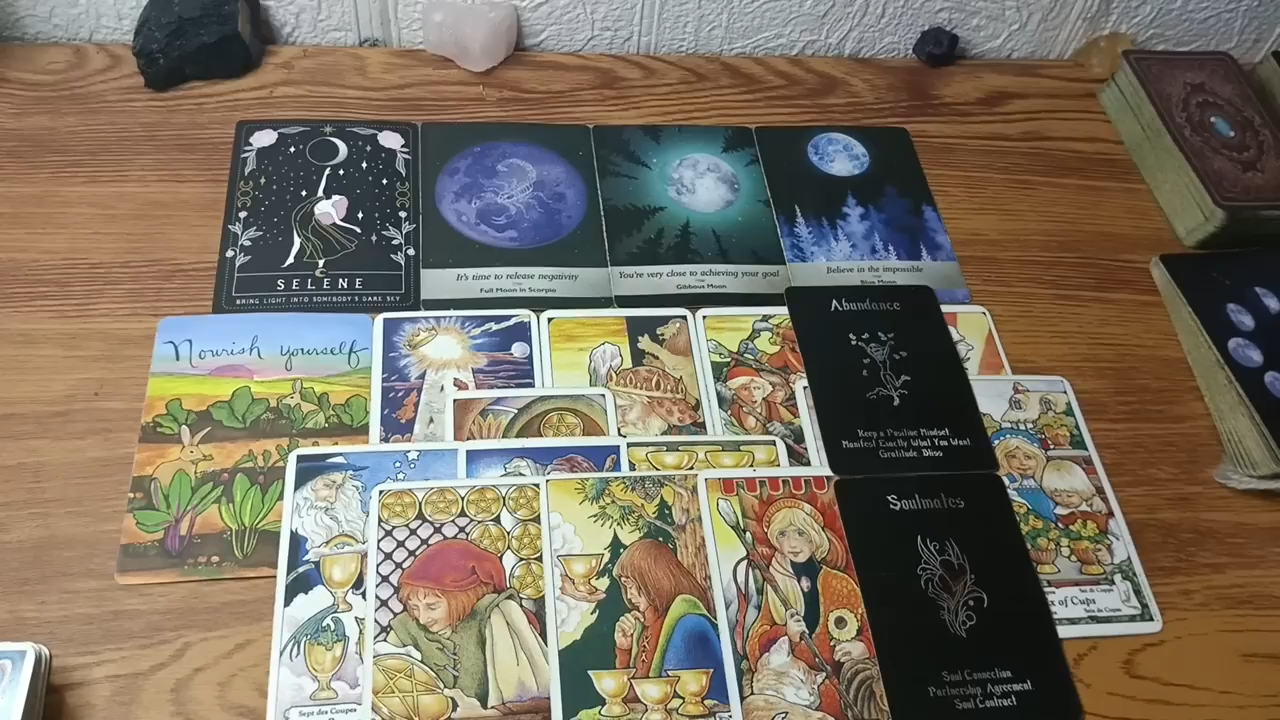 SELENE
BRING LIGHT INTO SOMEBODY'S DARK SKY
It's time to release negativity
Full Moon in Scorpio
You're very close to achieving your goal
Gibbous Moon
Believe in the impossible
Blue Moon
Nourish yourself
Abundance
Keep a Positive Mindset.
Manifest Exactly What You Want.
Gratitude. Bliss
Soulmates
Soul Connection.
Partnership Agreement.
Soul Contract
of Cups
Sept des Coupes